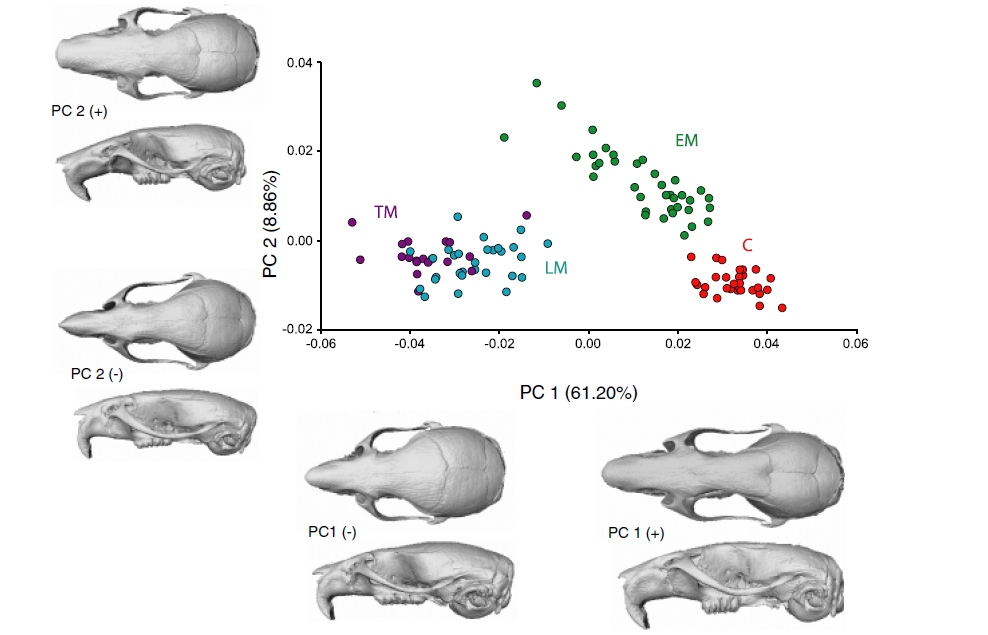 PC 2 (+)
PC 2 (-)
PC 2 (8.86%)
0.04
0.02
0.00
-0.02
EM
TM
LM
C
-0.06
-0.04
-0.02
0.00
0.02
0.04
0.06
PC 1 (61.20%)
PC1 (-)
PC 1 (+)